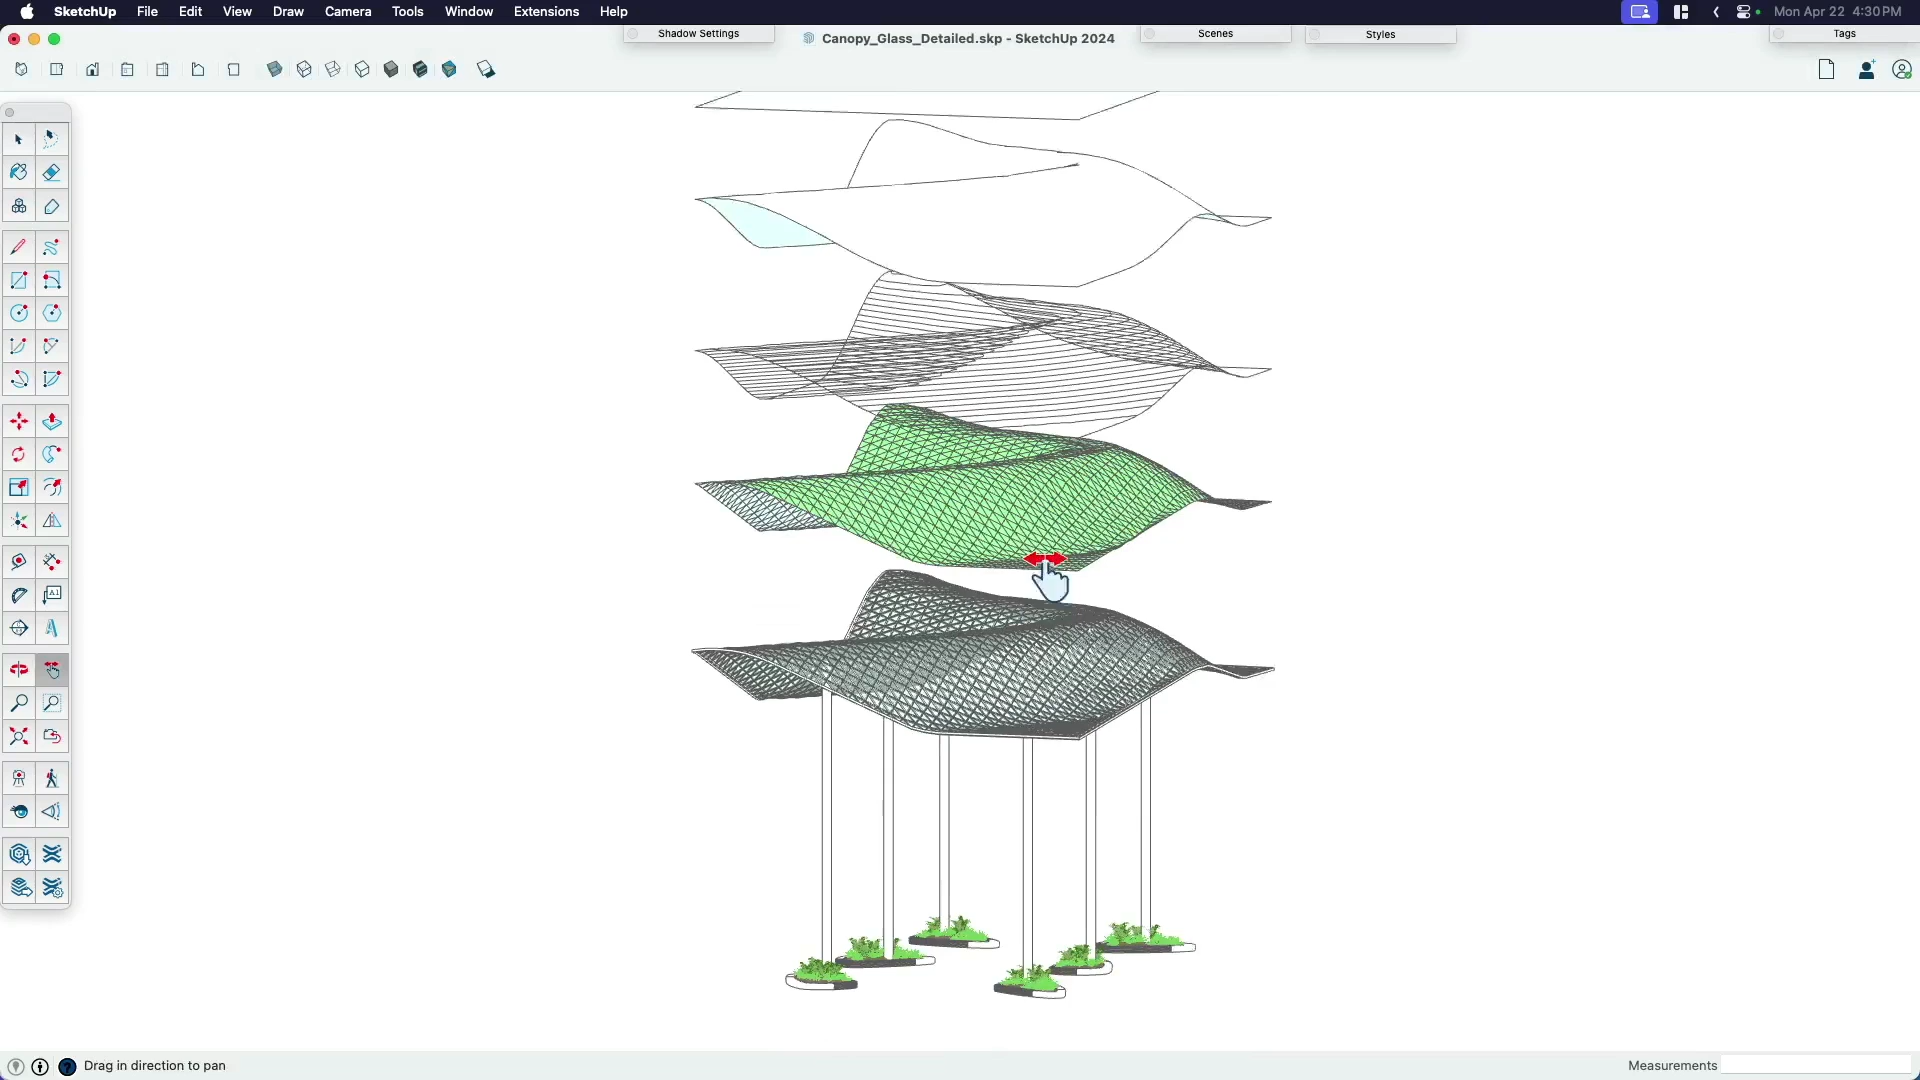 SketchUp File Edit View Draw Camera Tools Window Extensions Help Mon Apr 22 4:30PM
Shadow Settings Canopy_Glass_Detailed.skp - SketchUp 2024 Scenes Styles Tags
A1
Drag in direction to pan Measurements